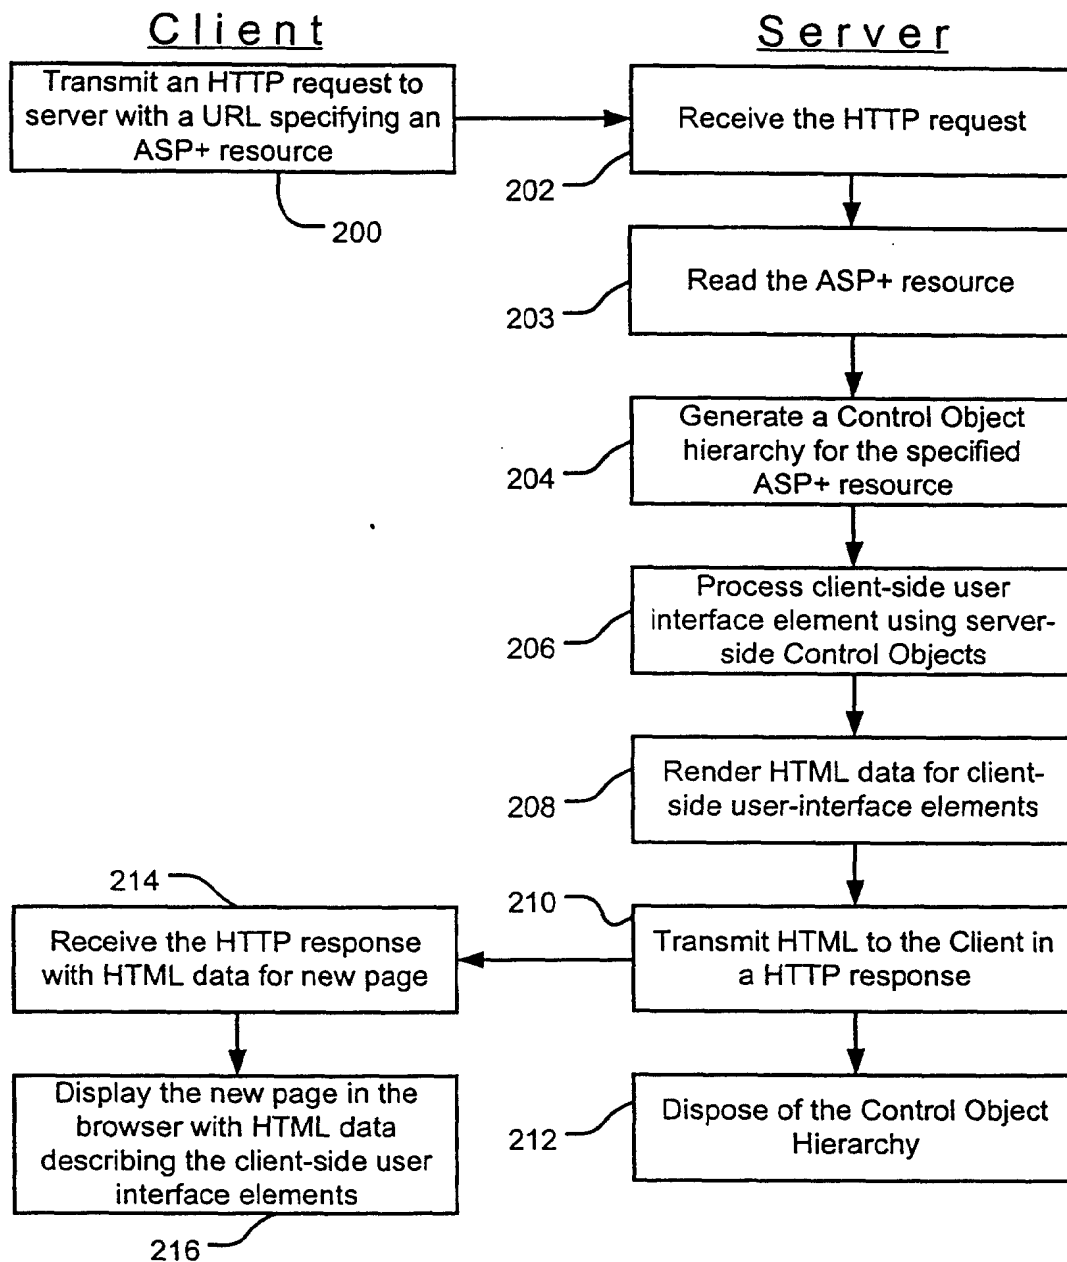 Client
Transmit an HTTP request to
server with a URL specifying an
ASP+ resource
200
Server
Receive the HTTP request
202
Read the ASP+ resource
203
Generate a Control Object
hierarchy for the specified
ASP+ resource
204
Process client-side user
interface element using server-
side Control Objects
206
Render HTML data for client-
side user-interface elements
208
210
Transmit HTML to the Client in
a HTTP response
214
Receive the HTTP response
with HTML data for new page
Display the new page in the
browser with HTML data
describing the client-side user
interface elements
216
Dispose of the Control Object
Hierarchy
212